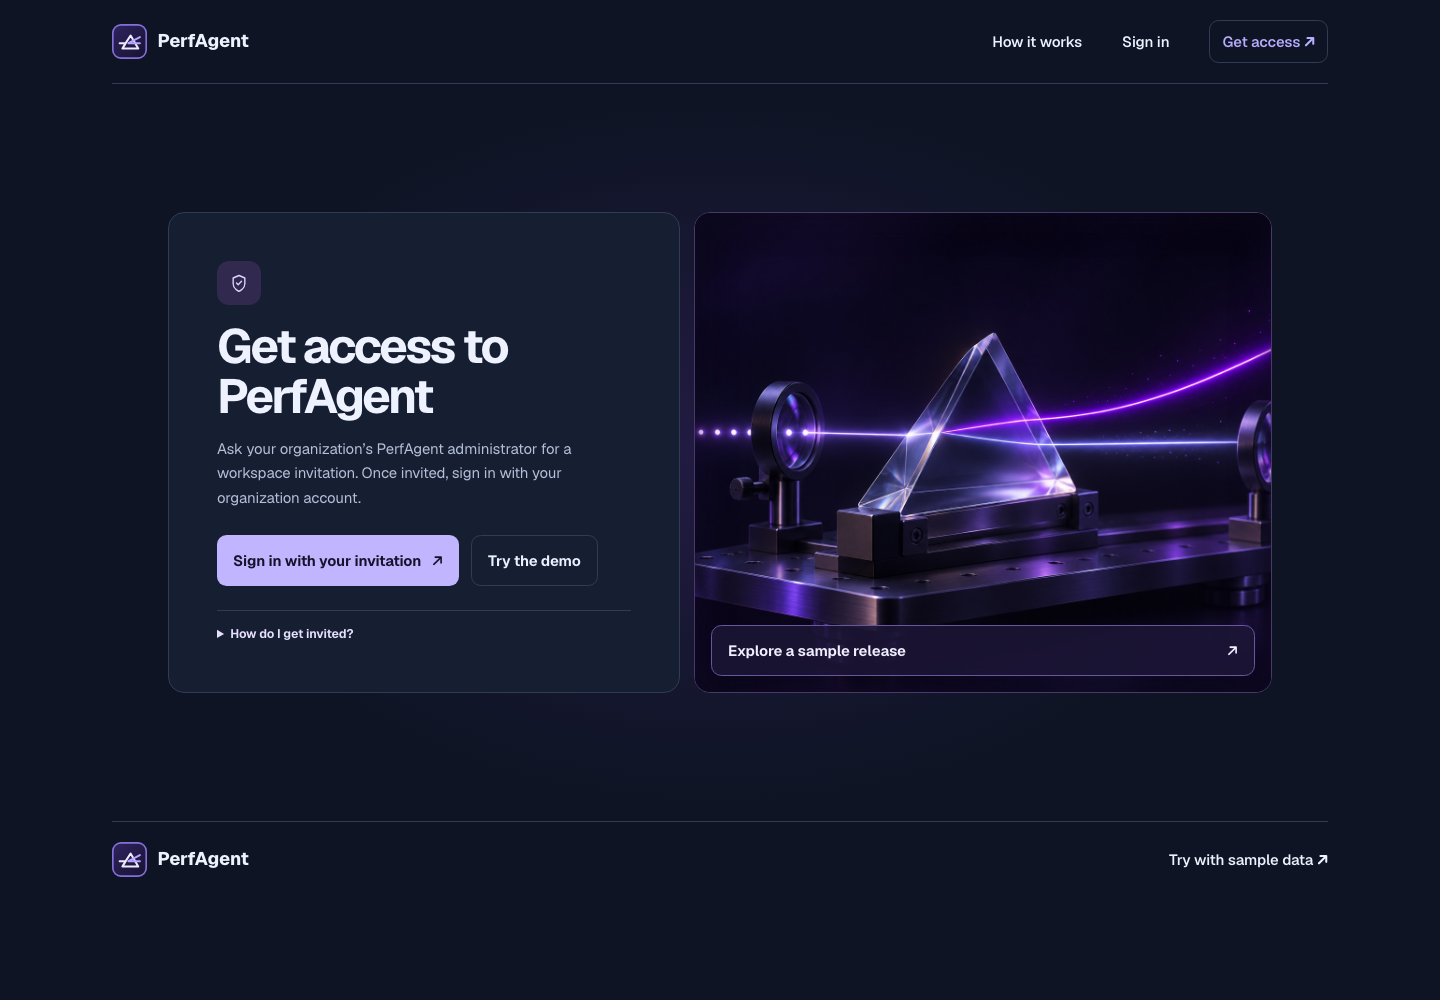 PerfAgent
How it works
Sign in
Get access
Get access to
PerfAgent
Ask your organization’s PerfAgent administrator for a
workspace invitation. Once invited, sign in with your
organization account.
Sign in with your invitation
Try the demo
How do I get invited?
Explore a sample release
PerfAgent
Try with sample data